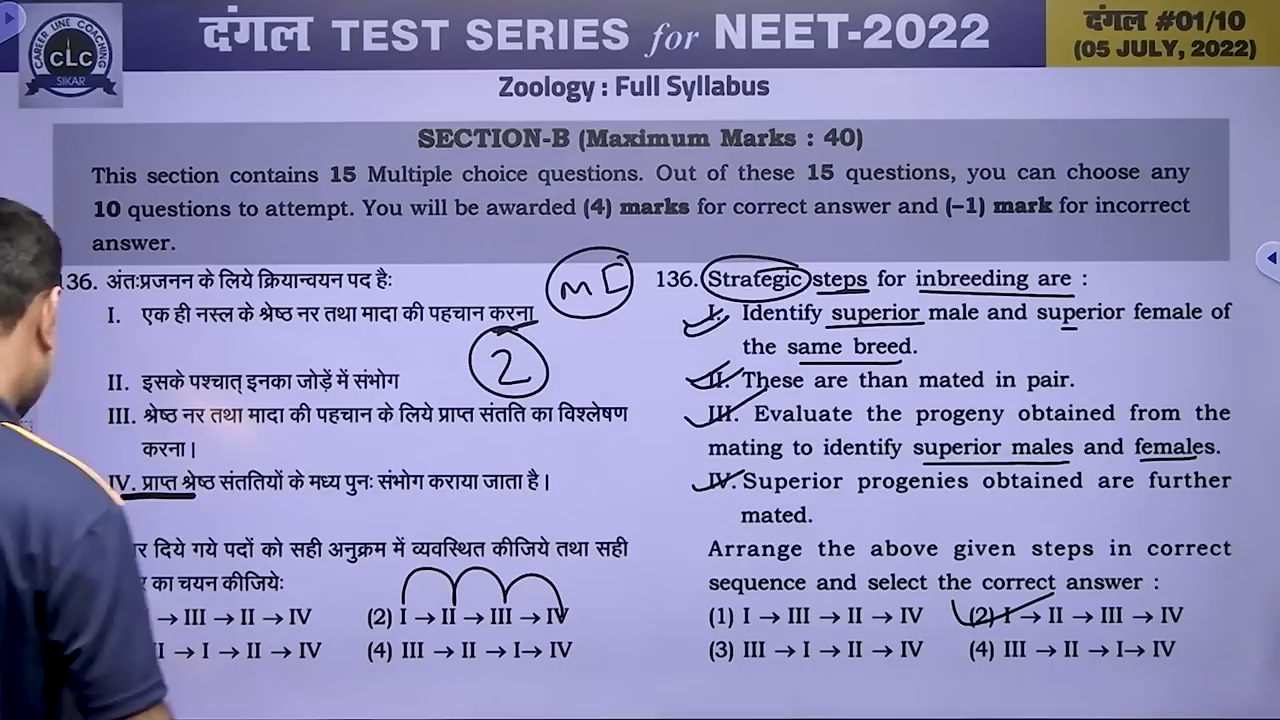 CAREER LINE COACHING
CLC
SIKAR
दंगल TEST SERIES for NEET-2022
दंगल #01/10
(05 JULY, 2022)
Zoology : Full Syllabus
SECTION-B (Maximum Marks : 40)
This section contains 15 Multiple choice questions. Out of these 15 questions, you can choose any
10 questions to attempt. You will be awarded (4) marks for correct answer and (–1) mark for incorrect
answer.
36. अंतःप्रजनन के लिये क्रियान्वयन पद है:
I. एक ही नस्ल के श्रेष्ठ नर तथा मादा की पहचान करना
II. इसके पश्चात् इनका जोड़ें में संभोग
III. श्रेष्ठ नर तथा मादा की पहचान के लिये प्राप्त संतति का विश्लेषण
करना।
IV. प्राप्त श्रेष्ठ संततियों के मध्य पुनः संभोग कराया जाता है।
र दिये गये पदों को सही अनुक्रम में व्यवस्थित कीजिये तथा सही
का चयन कीजिये:
→ III → II → IV (2) I → II → III → IV
I → I → II → IV (4) III → II → I→ IV
2
136. Strategic steps for inbreeding are :
I. Identify superior male and superior female of
the same breed.
II. These are than mated in pair.
III. Evaluate the progeny obtained from the
mating to identify superior males and females.
IV. Superior progenies obtained are further
mated.
Arrange the above given steps in correct
sequence and select the correct answer :
(1) I → III → II → IV (2) I → II → III → IV
(3) III → I → II → IV (4) III → II → I→ IV